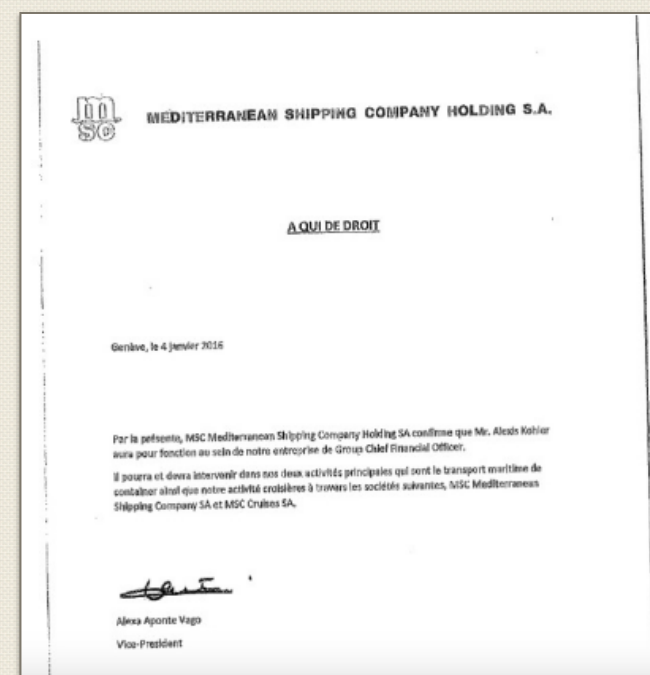 msc
MEDITERRANEAN SHIPPING COMPANY HOLDING S.A.
A QUI DE DROIT
Genève, le 4 janvier 2016
Par la présente, MSC Mediterranean Shipping Company Holding SA confirme que Mr. Alexis Kohler
aura pour fonction au sein de notre entreprise de Group Chief Financial Officer.
Il pourra et devra intervenir dans nos deux activités principales qui sont le transport maritime de
container ainsi que notre activité croisières à travers les sociétés suivantes, MSC Mediterranean
Shipping Company SA et MSC Cruises SA.
Alexa Aponte Vago
Vice-President